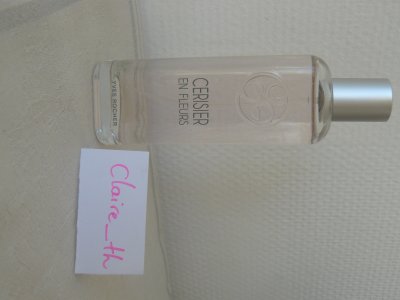 CERISIER
EN FLEURS
YVES ROCHER
Claire_th